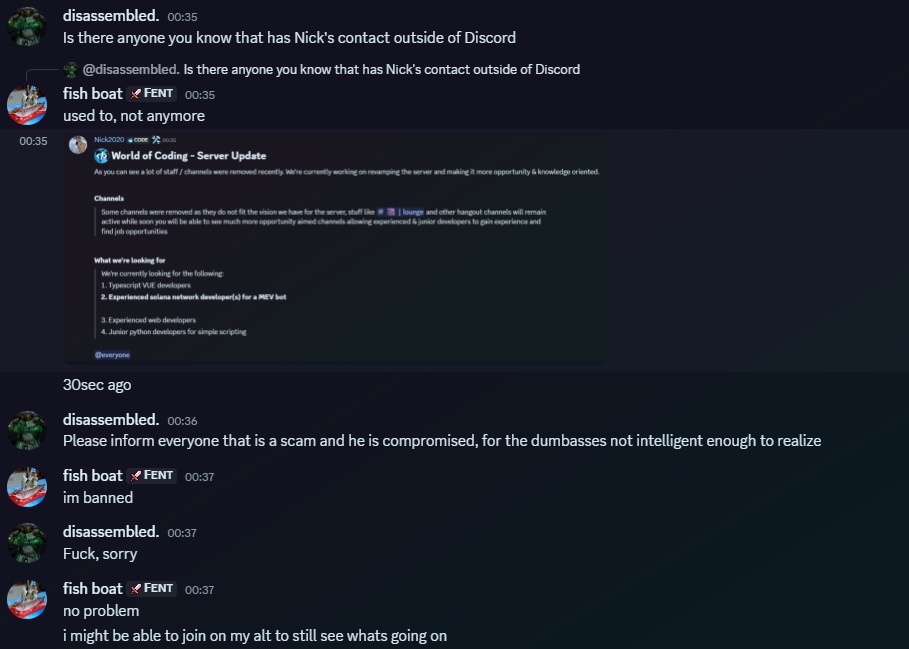 disassembled. 00:35
Is there anyone you know that has Nick's contact outside of Discord
@disassembled. Is there anyone you know that has Nick's contact outside of Discord
fish boat FENT 00:35
used to, not anymore
00:35
Nick2020 CODE 00:35
World of Coding - Server Update
As you can see a lot of staff / channels were removed recently. We're currently working on revamping the server and making it more opportunity & knowledge oriented.
Channels
Some channels were removed as they do not fit the vision we have for the server, stuff like # | lounge and other hangout channels will remain
active while soon you will be able to see much more opportunity aimed channels allowing experienced & junior developers to gain experience and
find job opportunities
What we're looking for
We're currently looking for the following:
1. Typescript VUE developers
2. Experienced solana network developer(s) for a MEV bot
3. Experienced web developers
4. Junior python developers for simple scripting
@everyone
30sec ago
disassembled. 00:36
Please inform everyone that is a scam and he is compromised, for the dumbasses not intelligent enough to realize
fish boat FENT 00:37
im banned
disassembled. 00:37
Fuck, sorry
fish boat FENT 00:37
no problem
i might be able to join on my alt to still see whats going on